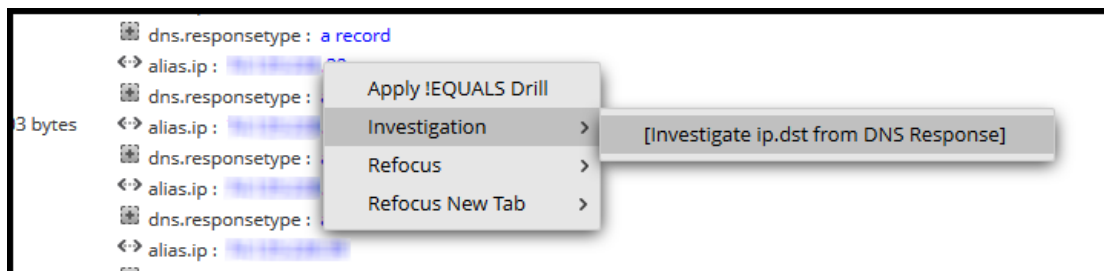 dns.responsetype : a record
alias.ip :
dns.responsetype :
03 bytes alias.ip :
dns.responsetype :
alias.ip :
dns.responsetype :
alias.ip :
Apply !EQUALS Drill
Investigation >
Refocus >
Refocus New Tab >
[Investigate ip.dst from DNS Response]